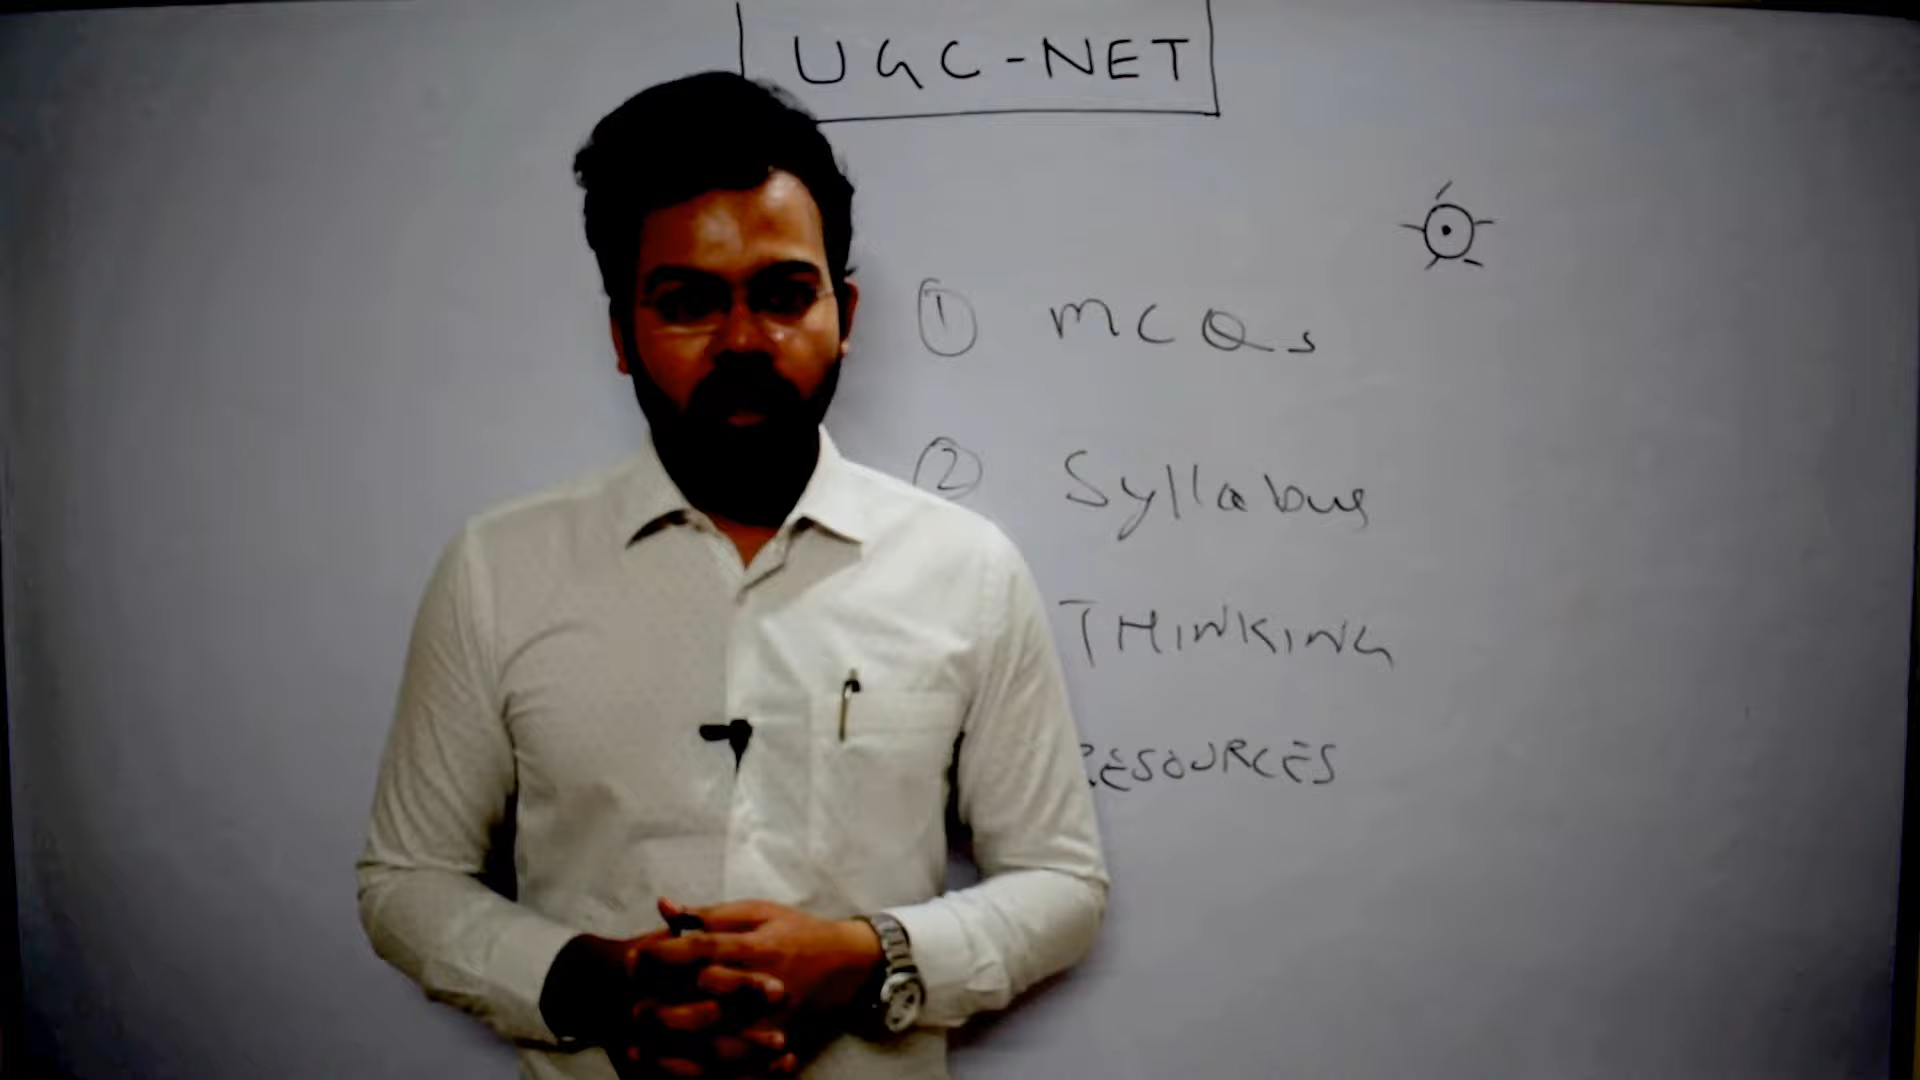 UGC-NET
① MCQs
② Syllabus
THINKING
RESOURCES